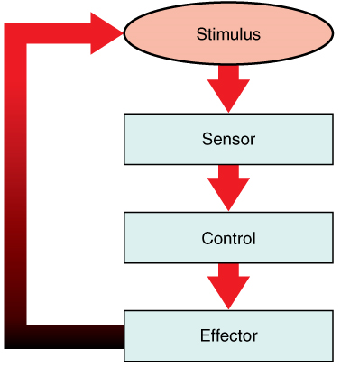 Stimulus
Sensor
Control
Effector